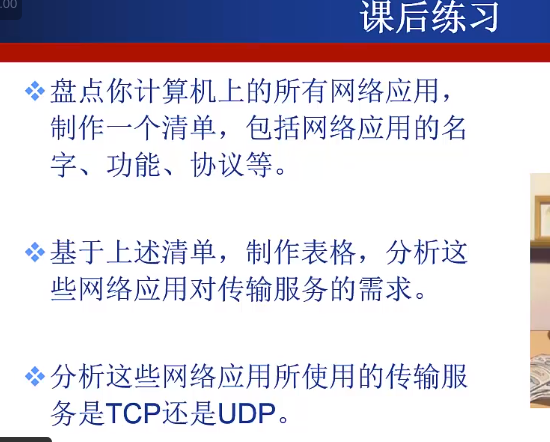 .00
课后练习
盘点你计算机上的所有网络应用，
制作一个清单，包括网络应用的名
字、功能、协议等。
基于上述清单，制作表格，分析这
些网络应用对传输服务的需求。
分析这些网络应用所使用的传输服
务是TCP还是UDP。